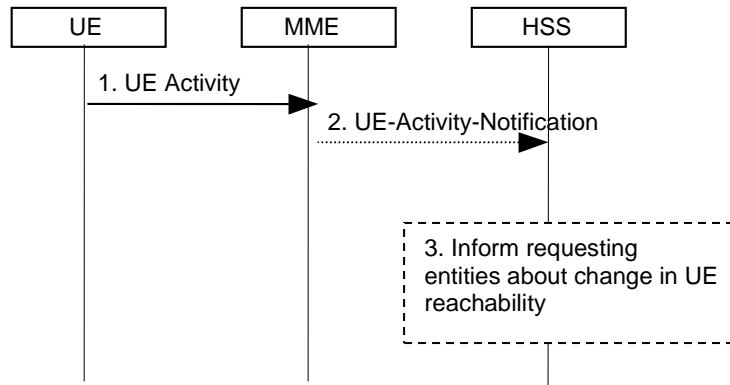 UE MME HSS
1. UE Activity
2. UE-Activity-Notification
3. Inform requesting
entities about change in UE
reachability